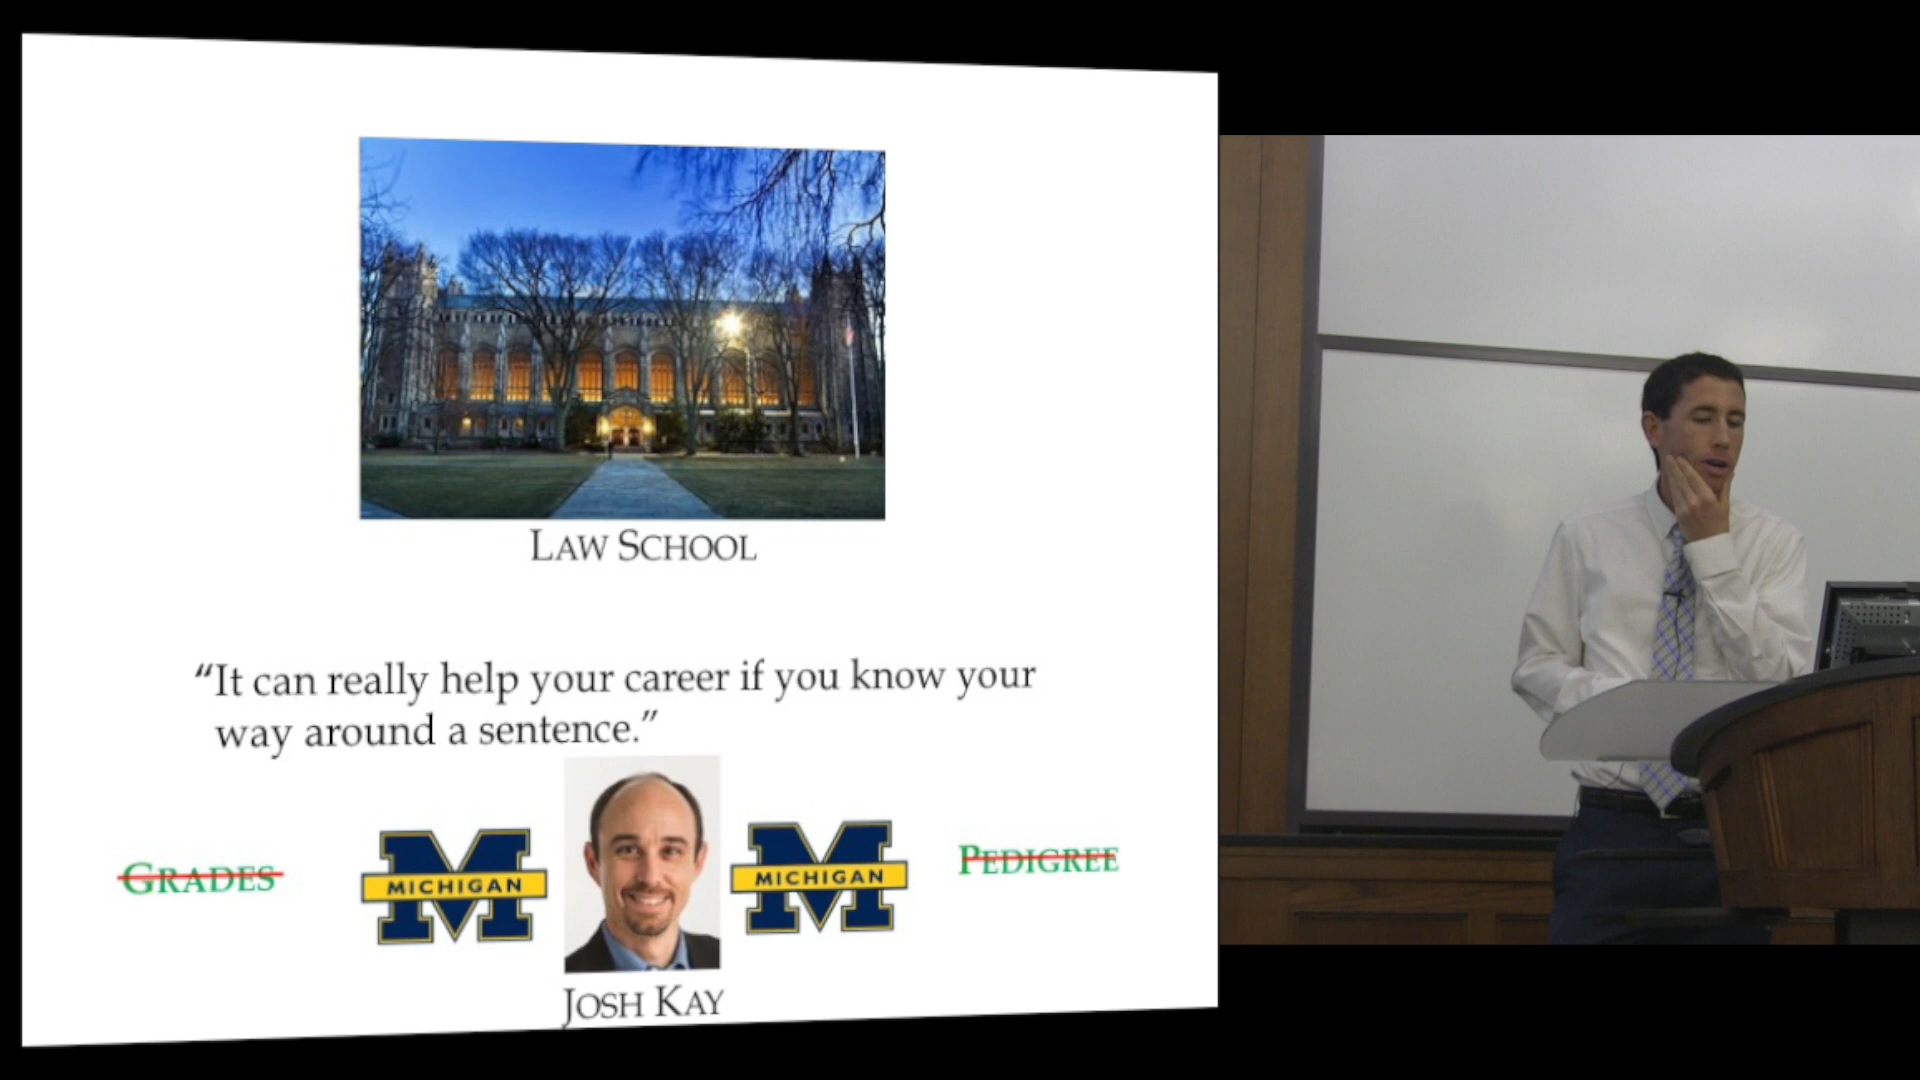 LAW SCHOOL
“It can really help your career if you know your
way around a sentence.”
GRADES
MICHIGAN
MICHIGAN
PEDIGREE
JOSH KAY